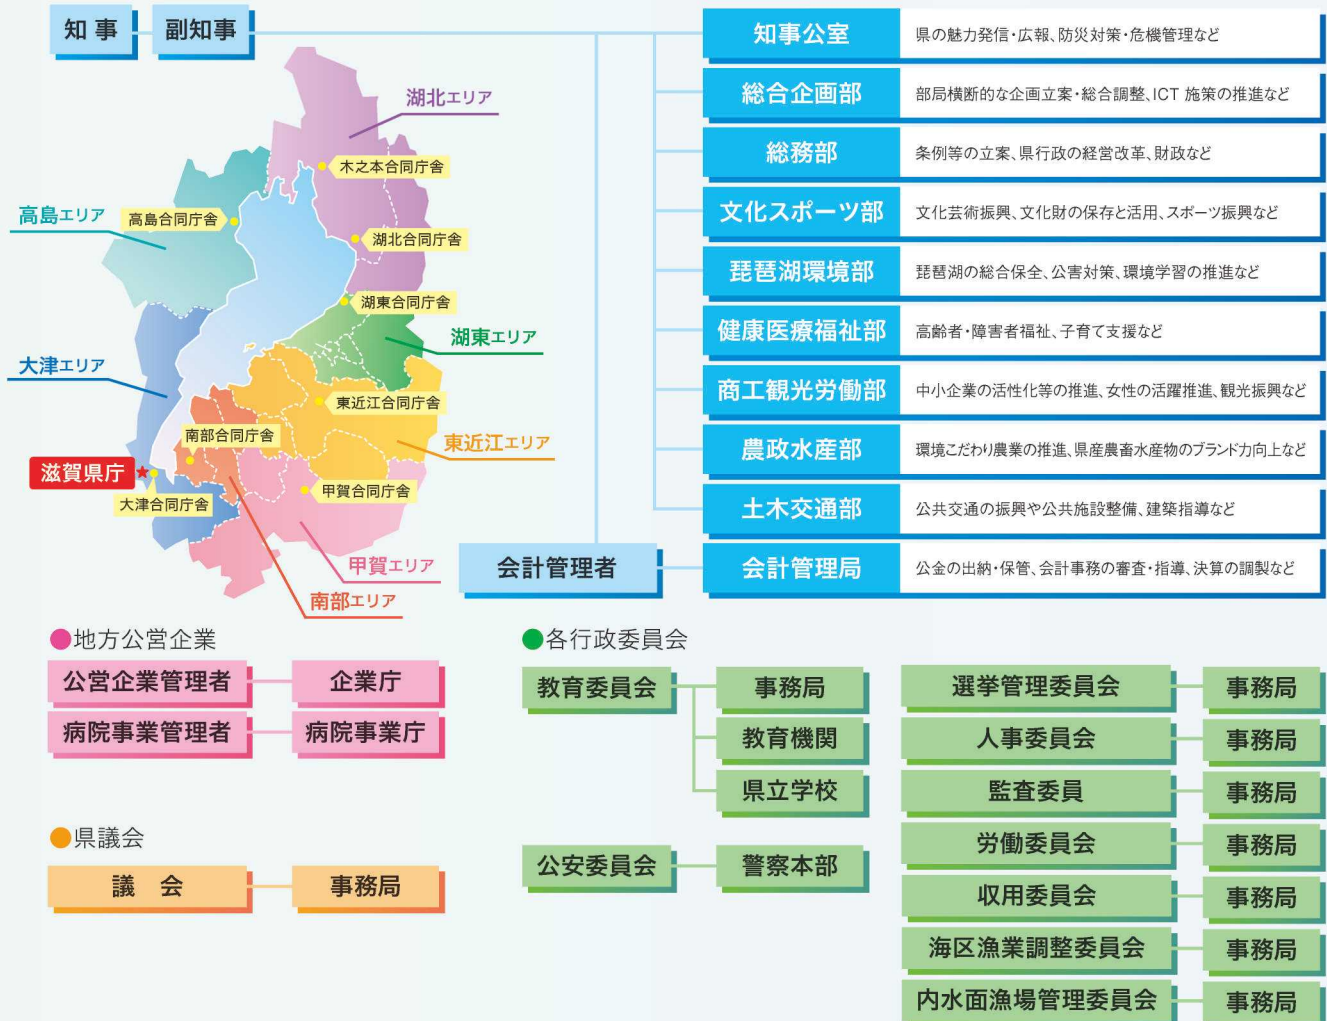 知 事
副知事
知事公室
県の魅力発信・広報、防災対策・危機管理など
総合企画部
部局横断的な企画立案・総合調整、ICT 施策の推進など
総務部
条例等の立案、県行政の経営改革、財政など
文化スポーツ部
文化芸術振興、文化財の保存と活用、スポーツ振興など
琵琶湖環境部
琵琶湖の総合保全、公害対策、環境学習の推進など
健康医療福祉部
高齢者・障害者福祉、子育て支援など
商工観光労働部
中小企業の活性化等の推進、女性の活躍推進、観光振興など
農政水産部
環境こだわり農業の推進、県産農畜水産物のブランド力向上など
土木交通部
公共交通の振興や公共施設整備、建築指導など
会計管理者
会計管理局
公金の出納・保管、会計事務の審査・指導、決算の調製など
湖北エリア
木之本合同庁舎
高島エリア
高島合同庁舎
湖北合同庁舎
湖東合同庁舎
湖東エリア
大津エリア
東近江合同庁舎
南部合同庁舎
東近江エリア
滋賀県庁
大津合同庁舎
甲賀合同庁舎
甲賀エリア
南部エリア
●地方公営企業
公営企業管理者
企業庁
病院事業管理者
病院事業庁
●県議会
議 会
事務局
●各行政委員会
教育委員会
事務局
教育機関
県立学校
公安委員会
警察本部
選挙管理委員会
事務局
人事委員会
事務局
監査委員
事務局
労働委員会
事務局
収用委員会
事務局
海区漁業調整委員会
事務局
内水面漁場管理委員会
事務局